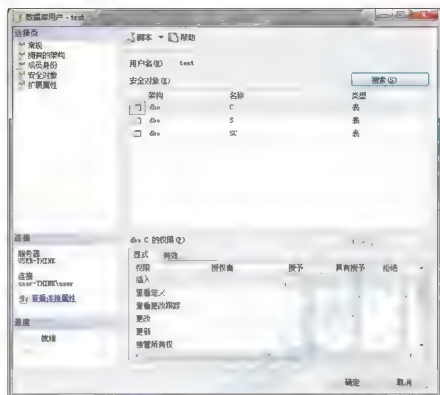 数据库用户 - test
选择页
常规
拥有的架构
成员身份
安全对象
扩展属性
脚本 帮助
用户名(N) test
安全对象(E)
搜索(S)
架构 名称 类型
dbo C 表
dbo S 表
dbo SC 表
连接
服务器
USER-THINK
连接
user-THINK\user
查看连接属性
进度
就绪
dbo C 的权限(P)
显式 有效
权限 授权者 授予 具有授予 拒绝
插入
查看定义
查看更改跟踪
更改
更新
接管所有权
确定 取消